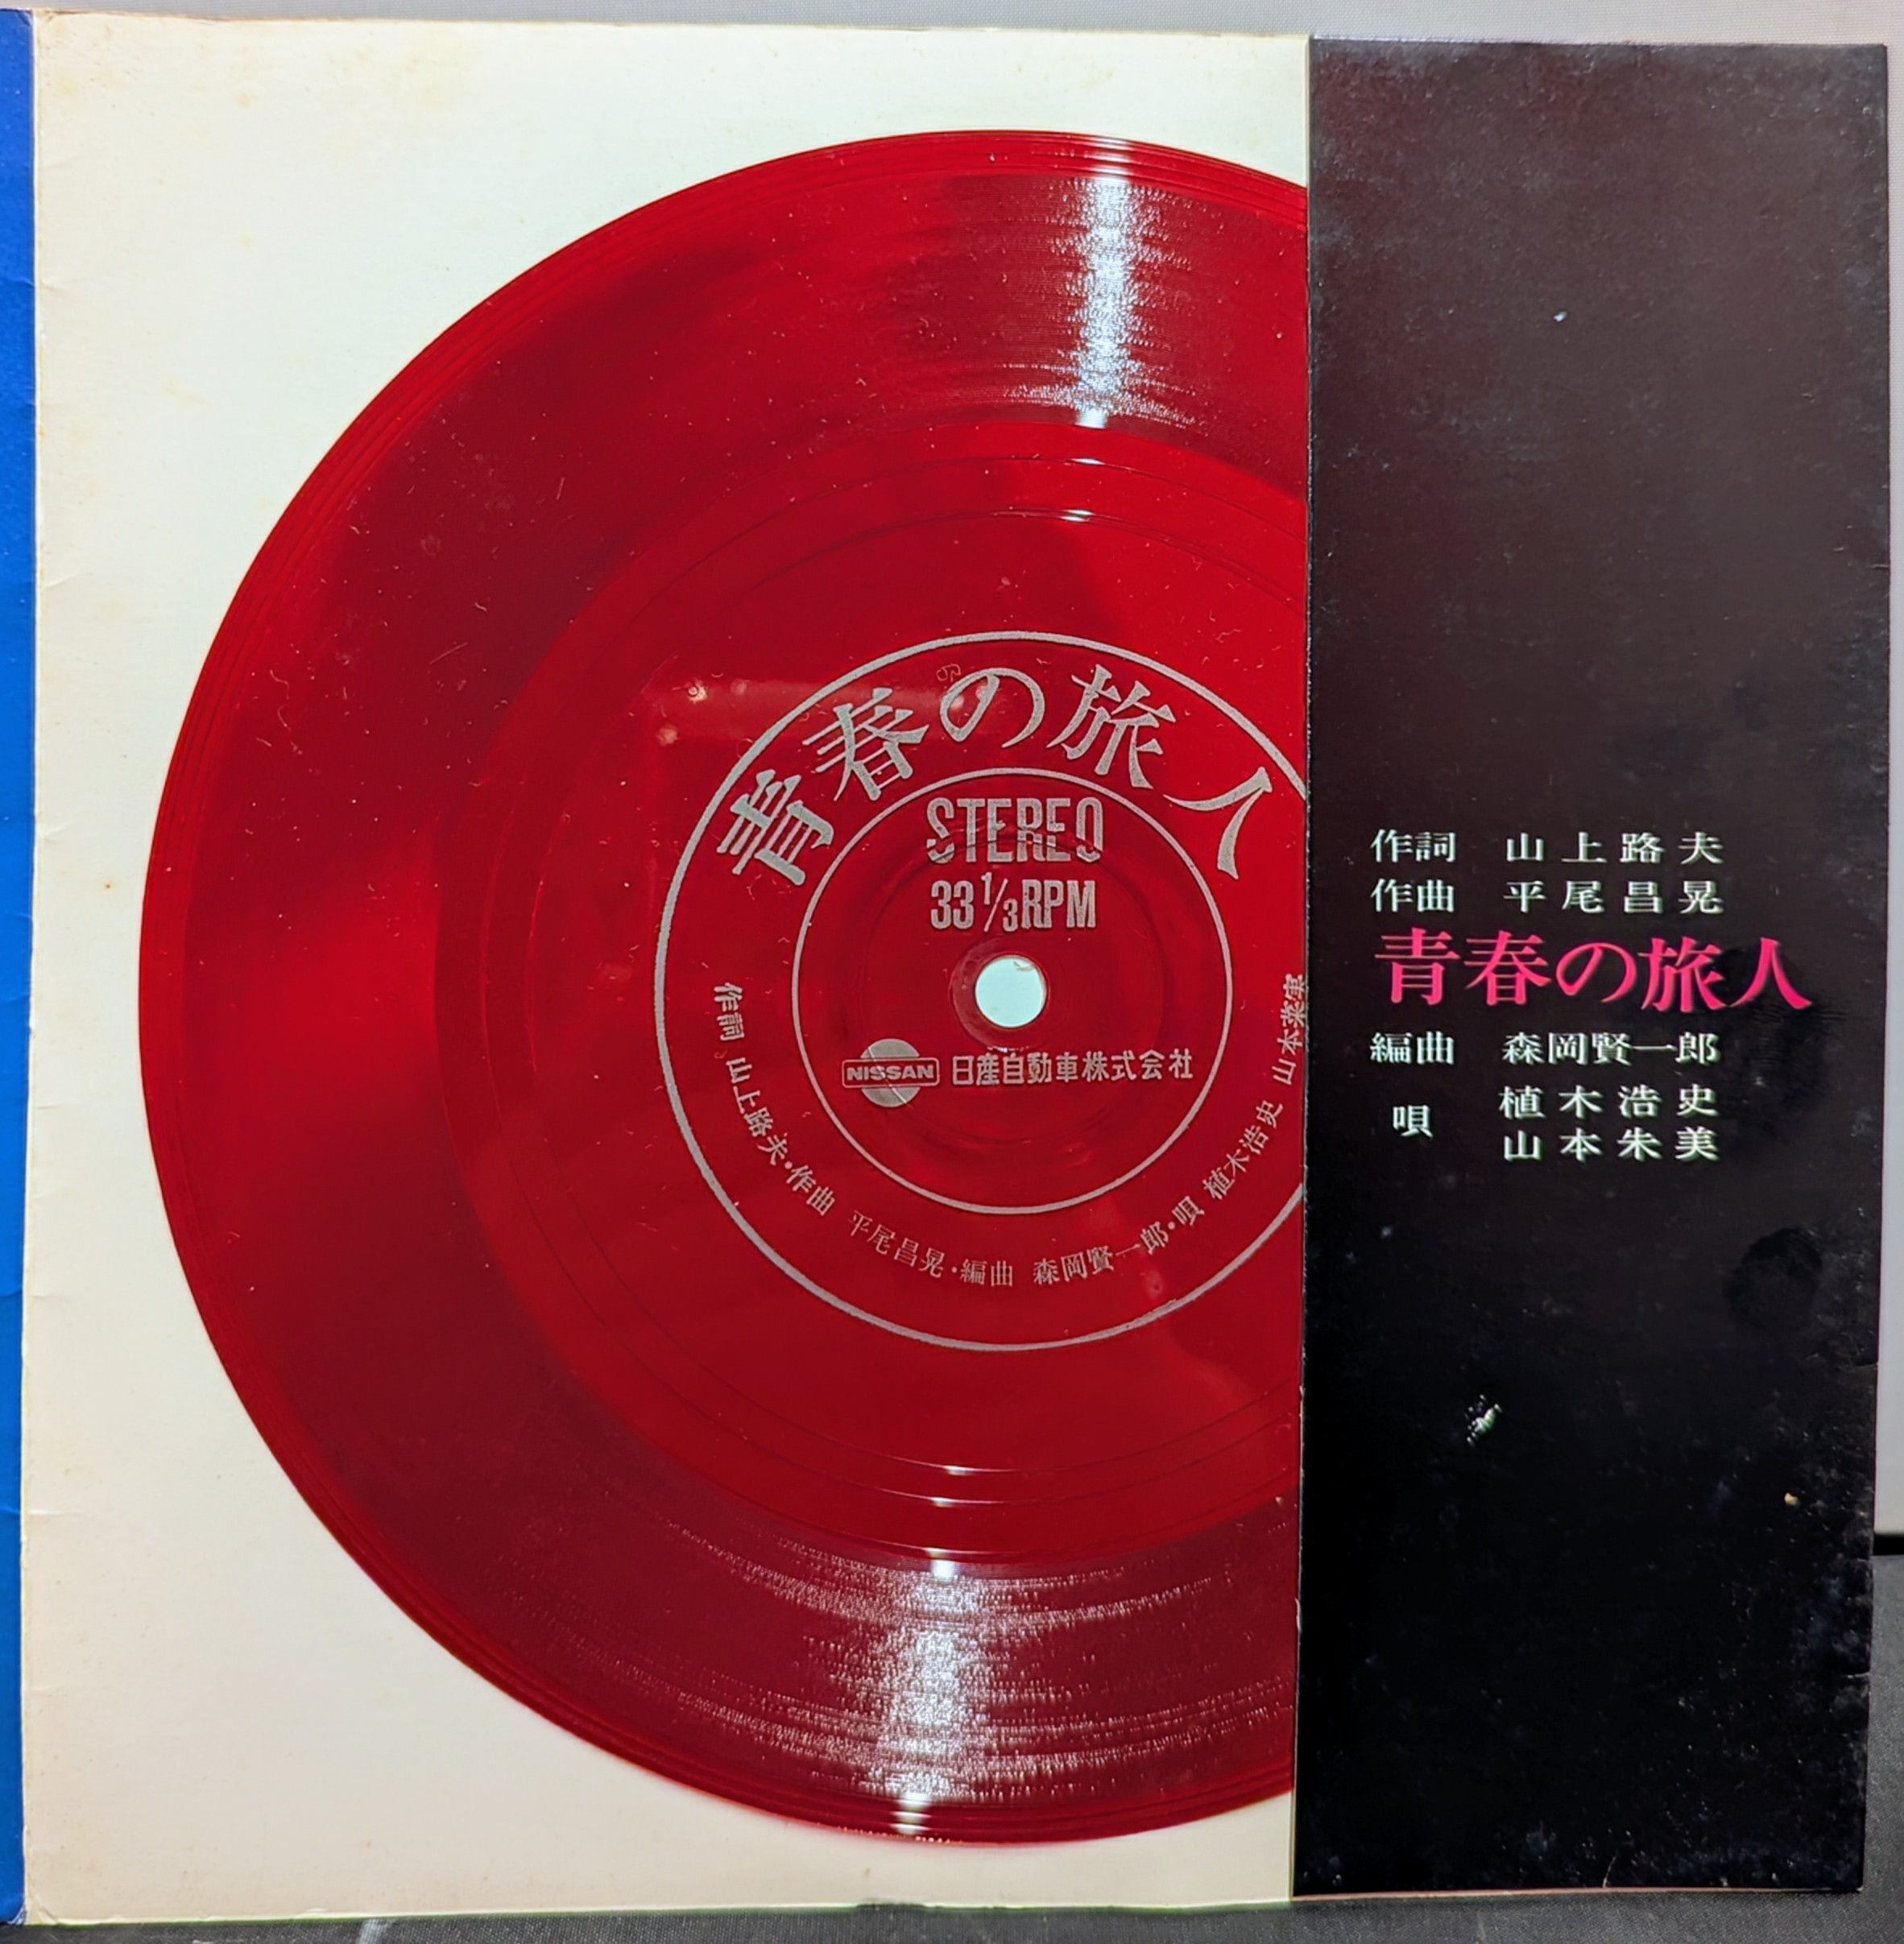 青春の旅人
STEREO
33 1/3 RPM
NISSAN 日産自動車株式会社
作詞 山上路夫・作曲 平尾昌晃・編曲 森岡賢一郎・唄 植木浩史 山本
作詞 山上路夫
作曲 平尾昌晃
青春の旅人
編曲 森岡賢一郎
唄 植木浩史
山本朱美